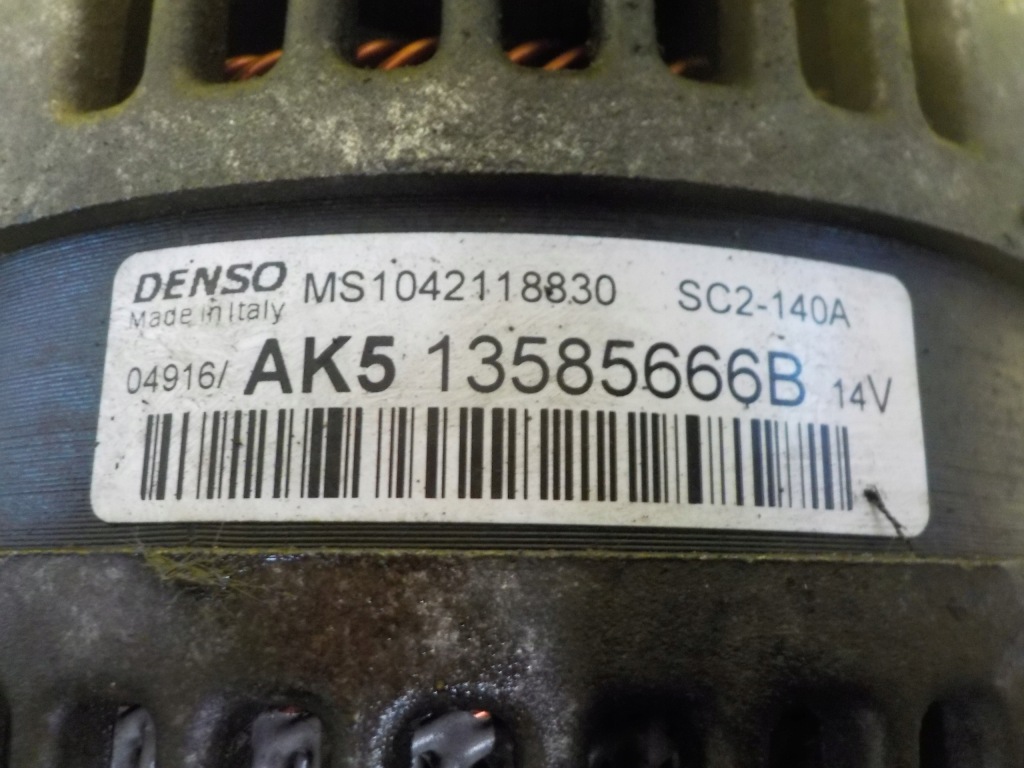 DENSO MS1042118830 SC2-140A
Made in Italy
04916/ AK5 13585666B 14V